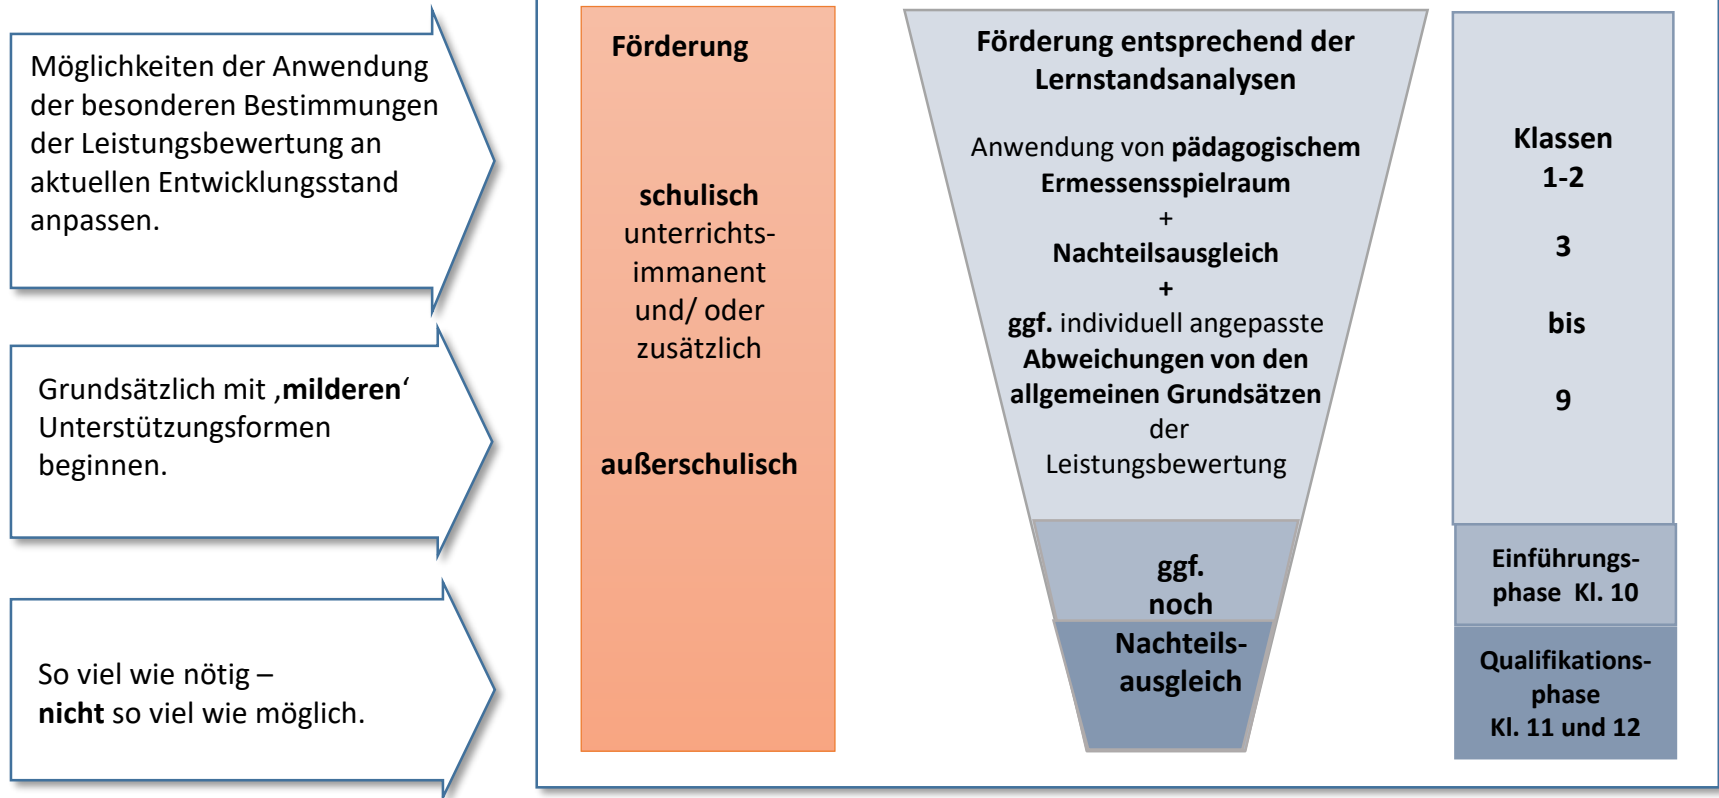 Möglichkeiten der Anwendung
der besonderen Bestimmungen
der Leistungsbewertung an
aktuellen Entwicklungsstand
anpassen.
Grundsätzlich mit ‚milderen‘
Unterstützungsformen
beginnen.
So viel wie nötig –
nicht so viel wie möglich.
Förderung
schulisch
unterrichts-
immanent
und/ oder
zusätzlich
außerschulisch
Förderung entsprechend der
Lernstandsanalysen
Anwendung von pädagogischem
Ermessensspielraum
+
Nachteilsausgleich
+
ggf. individuell angepasste
Abweichungen von den
allgemeinen Grundsätzen
der
Leistungsbewertung
ggf.
noch
Nachteils-
ausgleich
Klassen
1-2
3
bis
9
Einführungs-
phase Kl. 10
Qualifikations-
phase
Kl. 11 und 12